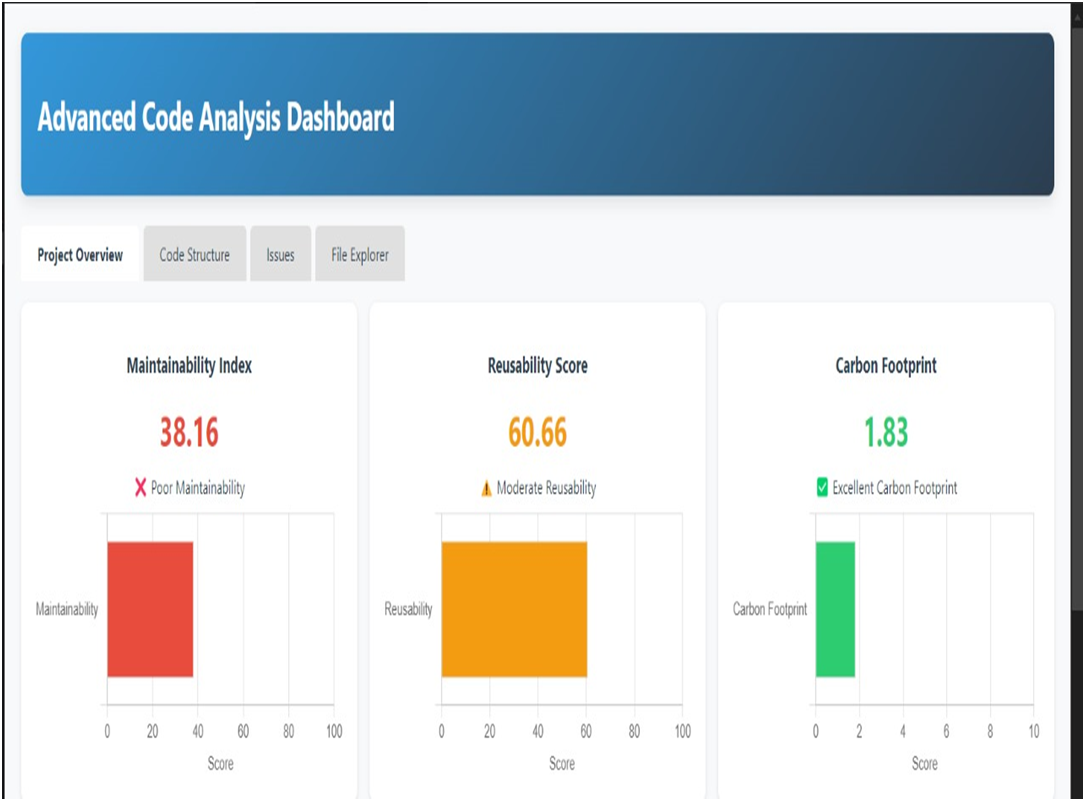 Advanced Code Analysis Dashboard
Project Overview
Code Structure
Issues
File Explorer
Maintainability Index
38.16
❌ Poor Maintainability
Maintainability
0 20 40 60 80 100
Score
Reusability Score
60.66
⚠️ Moderate Reusability
Reusability
0 20 40 60 80 100
Score
Carbon Footprint
1.83
✅ Excellent Carbon Footprint
Carbon Footprint
0 2 4 6 8 10
Score